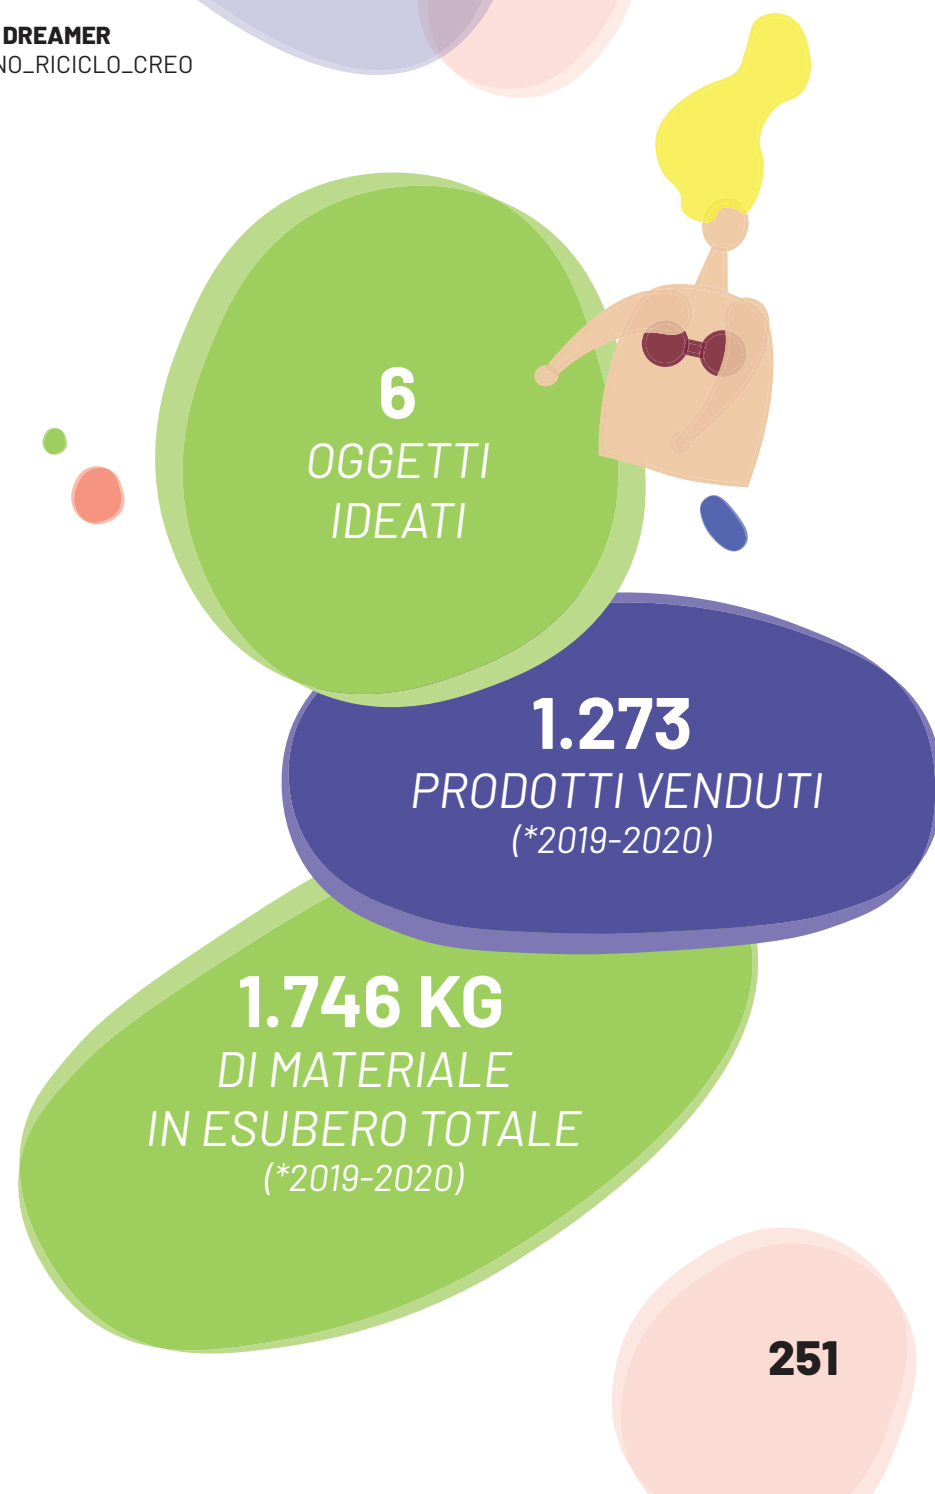 DREAMER
NO_RICICLO_CREO
6
OGGETTI
IDEATI
1.273
PRODOTTI VENDUTI
(*2019-2020)
1.746 KG
DI MATERIALE
IN ESUBERO TOTALE
(*2019-2020)
251